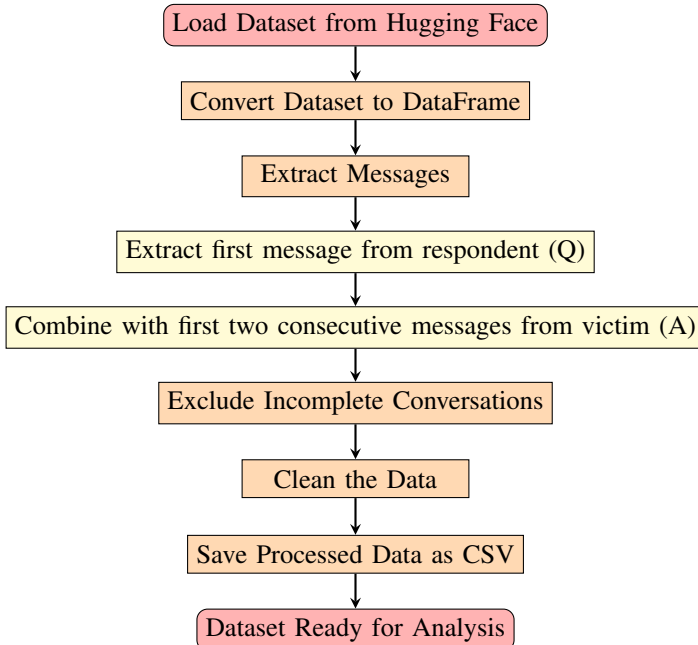 Load Dataset from Hugging Face
Convert Dataset to DataFrame
Extract Messages
Extract first message from respondent (Q)
Combine with first two consecutive messages from victim (A)
Exclude Incomplete Conversations
Clean the Data
Save Processed Data as CSV
Dataset Ready for Analysis